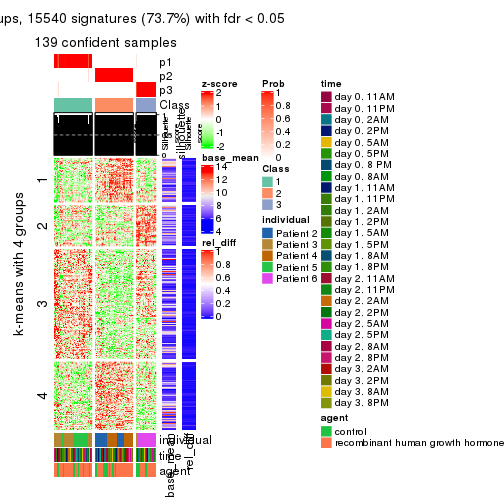 ups, 15540 signatures (73.7%) with fdr < 0.05
139 confident samples
p1
p2
p3
Class
silhouette
1
2
3
4
k-means with 4 groups
individual
time
agent
base_mean
rel_diff
z-score
2
1
0
-1
-2
base_mean
14
12
10
8
6
4
rel_diff
1
0.8
0.6
0.4
0.2
0
Prob
1
0.8
0.6
0.4
0.2
0
Class
1
2
3
individual
Patient 2
Patient 3
Patient 4
Patient 5
Patient 6
time
day 0. 11AM
day 0. 11PM
day 0. 2AM
day 0. 2PM
day 0. 5AM
day 0. 5PM
day 0. 8 PM
day 0. 8AM
day 1. 11AM
day 1. 11PM
day 1. 2AM
day 1. 2PM
day 1. 5AM
day 1. 5PM
day 1. 8AM
day 1. 8PM
day 2. 11AM
day 2. 11PM
day 2. 2AM
day 2. 2PM
day 2. 5AM
day 2. 5PM
day 2. 8AM
day 2. 8PM
day 3. 2AM
day 3. 2PM
day 3. 8AM
day 3. 8PM
agent
control
recombinant human growth hormone